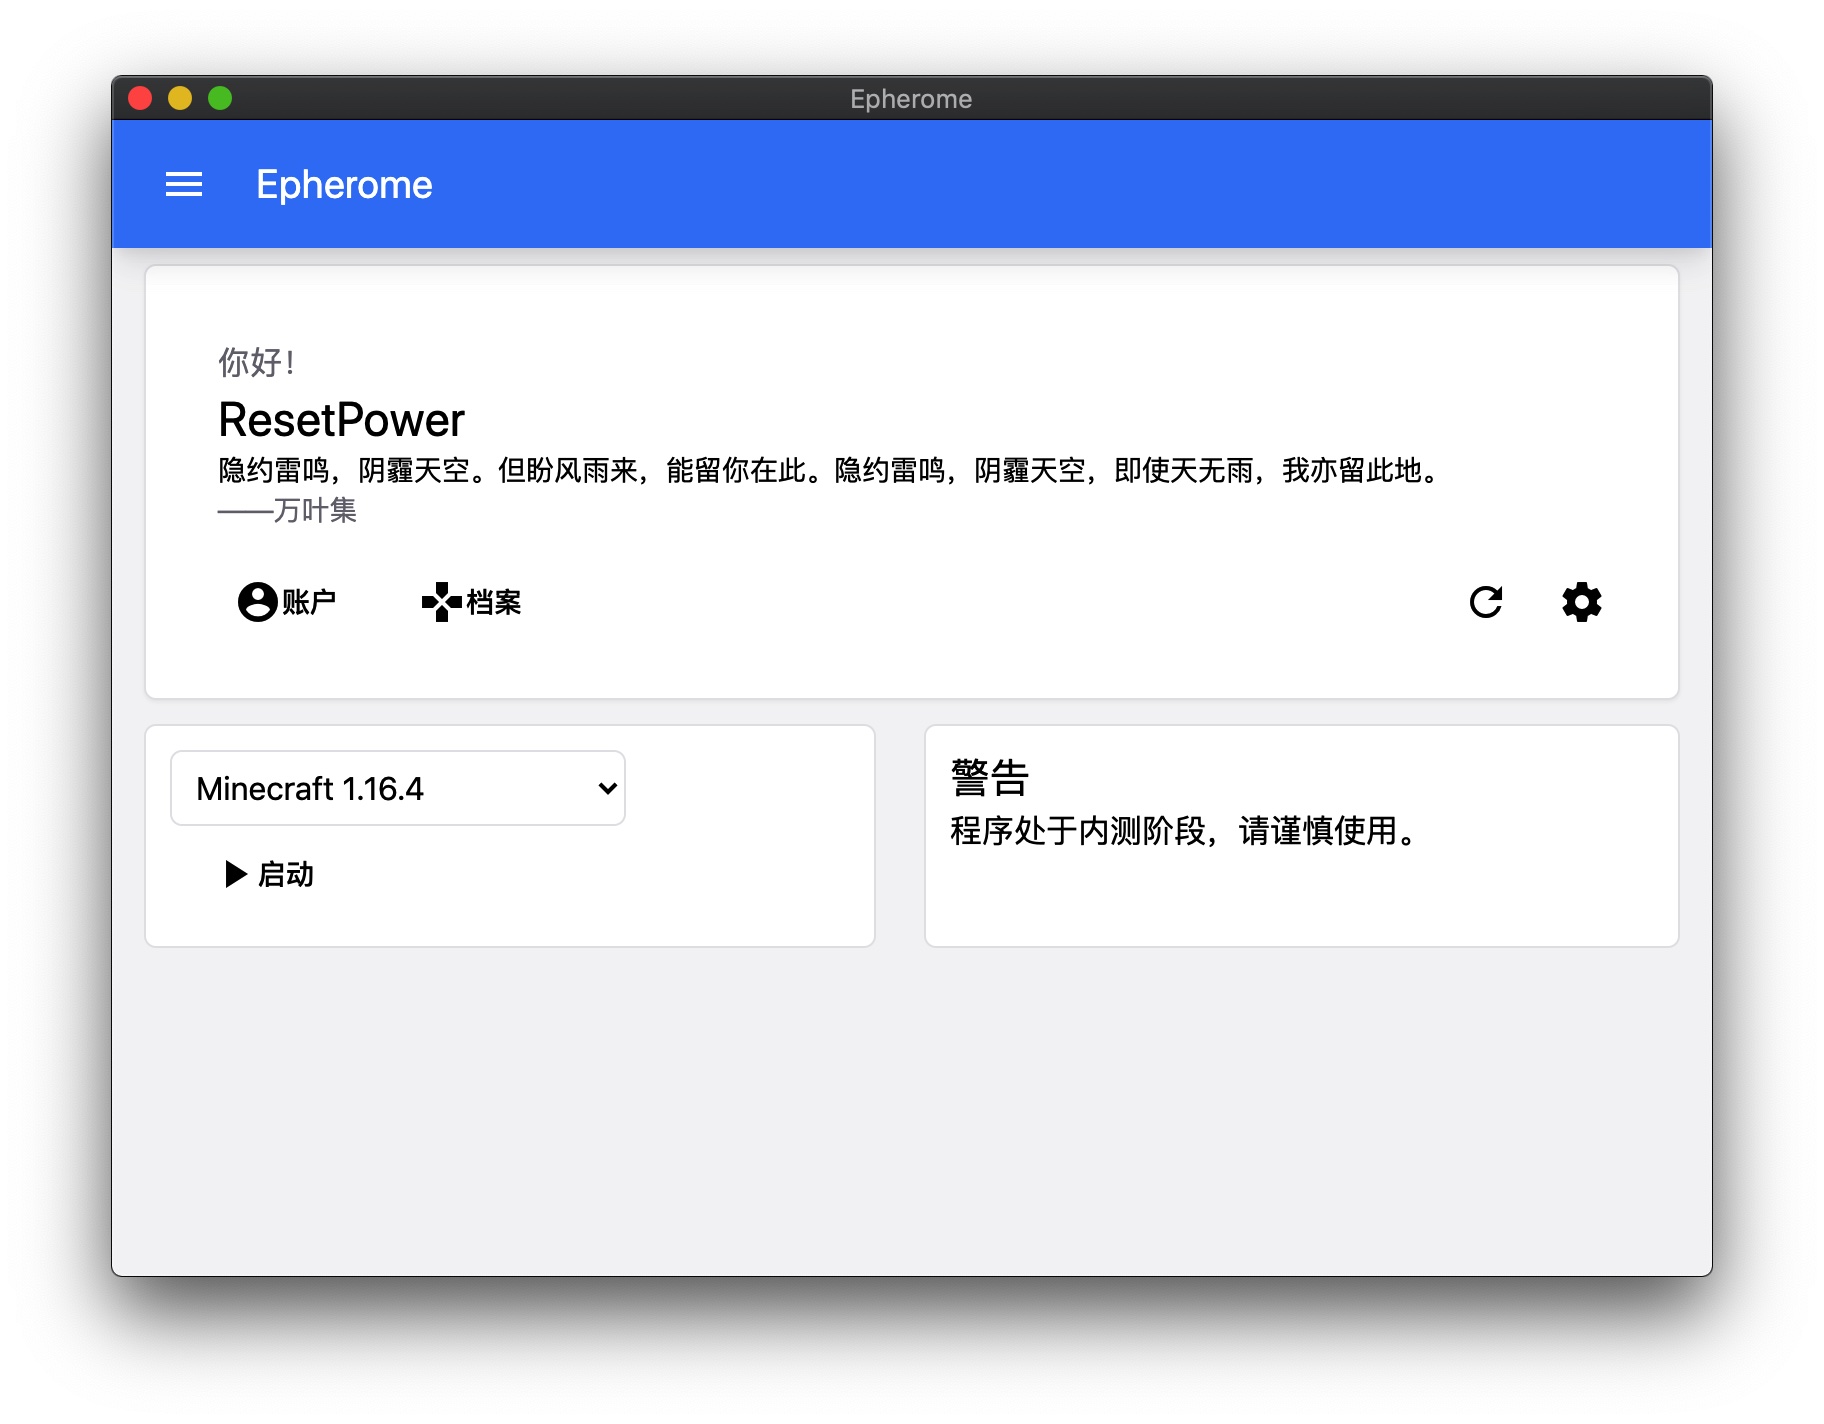 Epherome
Epherome
你好！
ResetPower
隐约雷鸣，阴霾天空。但盼风雨来，能留你在此。隐约雷鸣，阴霾天空，即使天无雨，我亦留此地。
——万叶集
账户
档案
Minecraft 1.16.4
启动
警告
程序处于内测阶段，请谨慎使用。